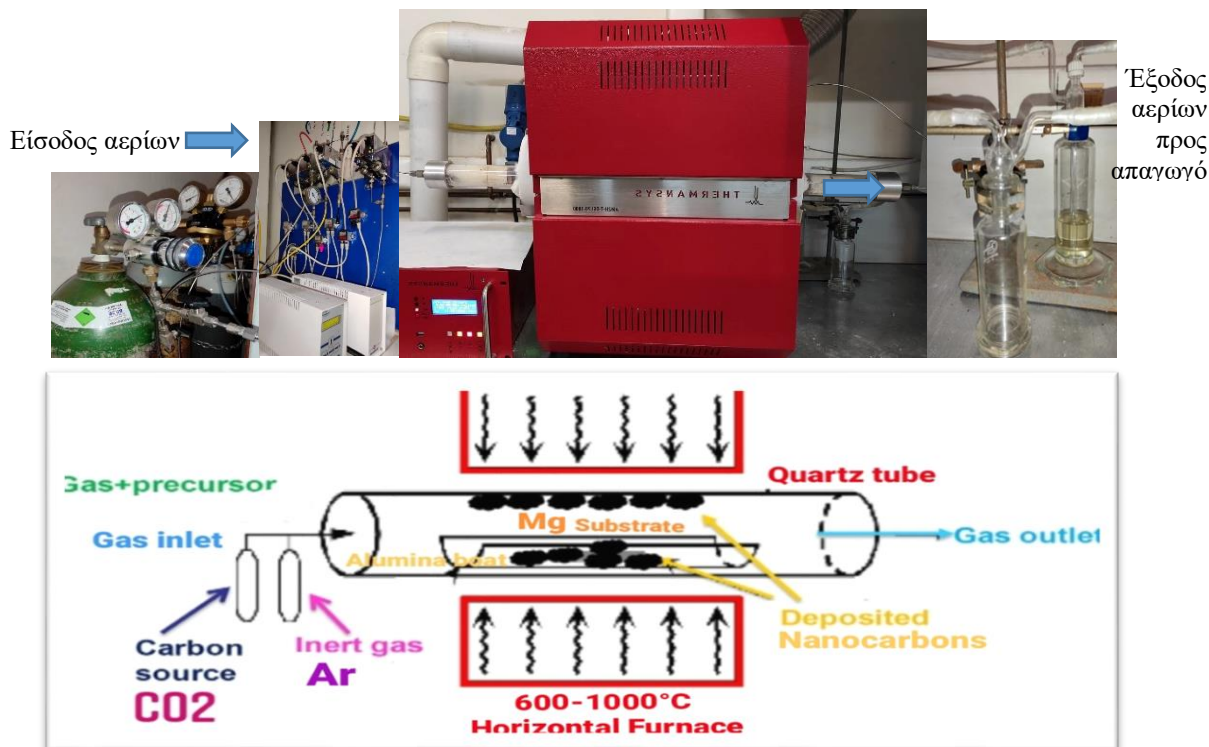 Είσοδος αερίων
Έξοδος
αερίων
προς
απαγωγό
THERMANSYS
Gas+precursor
Quartz tube
Mg Substrate
Gas inlet
Gas outlet
Alumina boat
Deposited
Nanocarbons
Carbon
source
CO2
Inert gas
Ar
600-1000°C
Horizontal Furnace